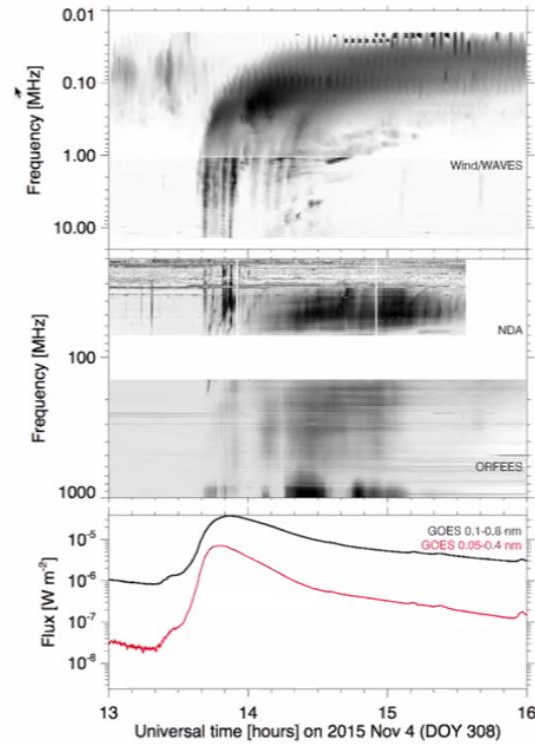 0.01
0.10
1.00
10.00
Frequency [MHz]
Wind/WAVES
100
1000
Frequency [MHz]
NDA
ORFEES
10⁻⁵
10⁻⁶
10⁻⁷
10⁻⁸
Flux [W m⁻²]
GOES 0.1-0.8 nm
GOES 0.05-0.4 nm
13 14 15 16
Universal time [hours] on 2015 Nov 4 (DOY 308)